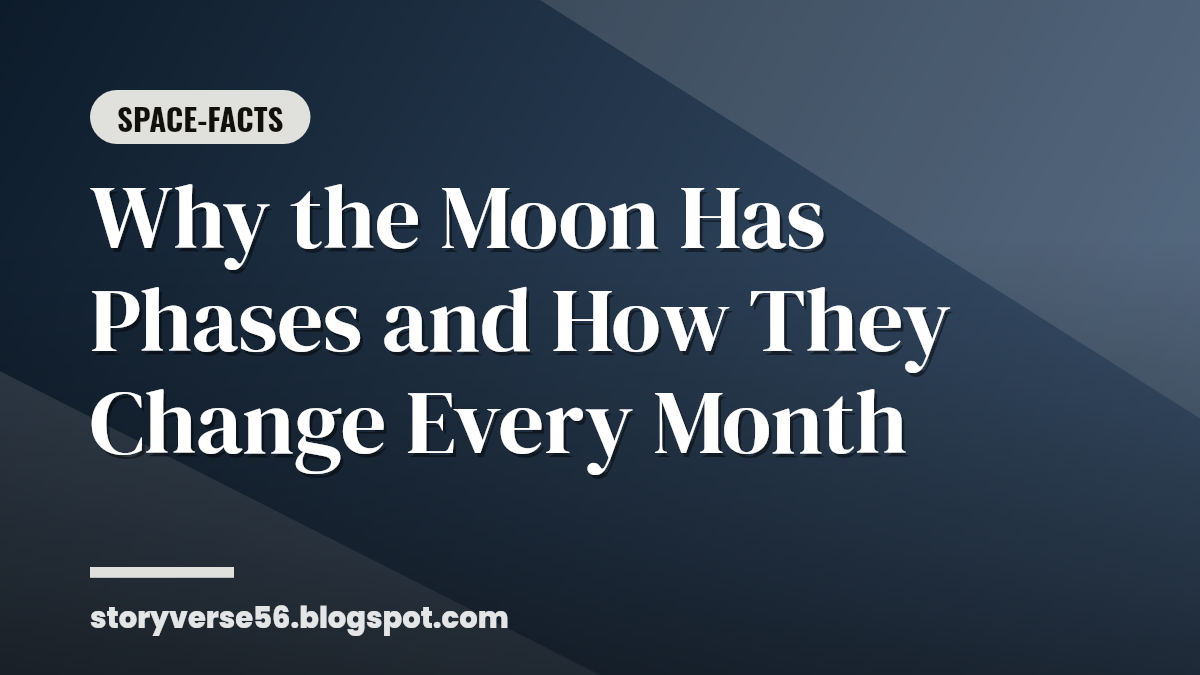 SPACE-FACTS
Why the Moon Has
Phases and How They
Change Every Month
storyverse56.blogspot.com